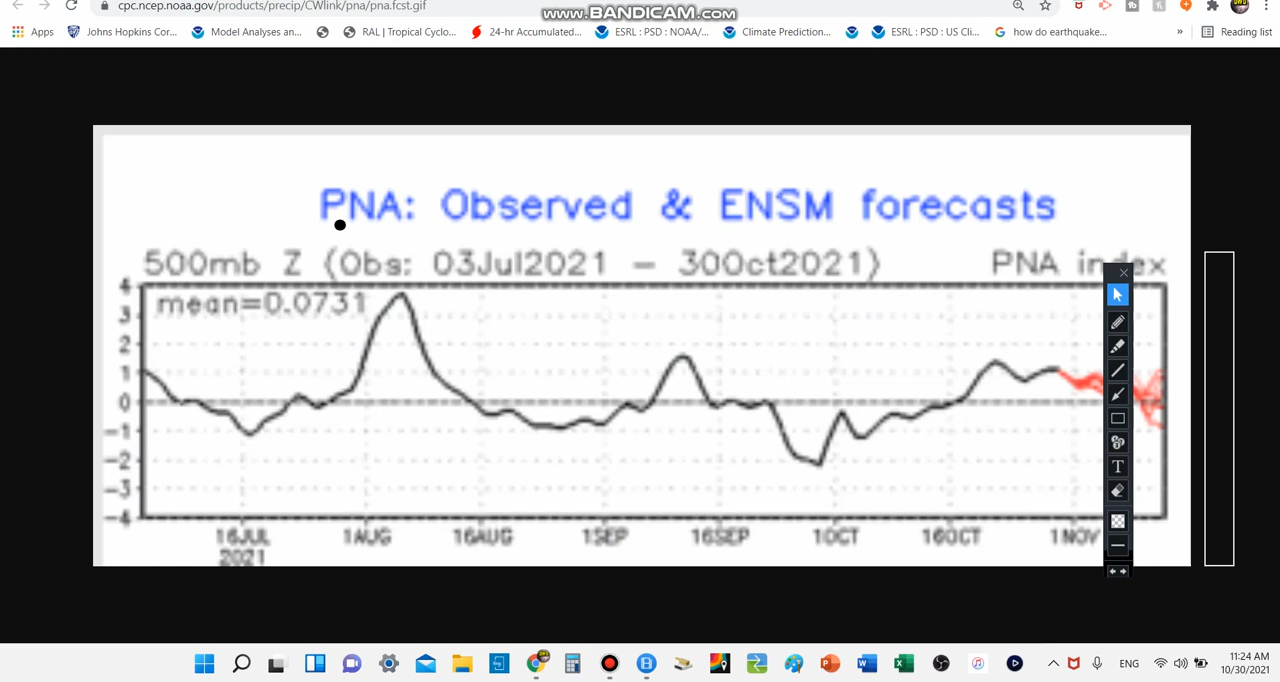 cpc.ncep.noaa.gov/products/precip/CWlink/pna/pna.fcst.gif
www.BANDICAM.com
Apps Johns Hopkins Cor... Model Analyses an... RAL | Tropical Cyclo... 24-hr Accumulated... ESRL : PSD : NOAA/... Climate Prediction... ESRL : PSD : US Cli... how do earthquake... » Reading list
PNA: Observed & ENSM forecasts
500mb Z (Obs: 03Jul2021 – 30Oct2021) PNA index
mean=0.0731
4
3
2
1
0
-1
-2
-3
-4
16JUL 1AUG 16AUG 1SEP 16SEP 1OCT 16OCT 1NOV
2021
T
ENG
11:24 AM
10/30/2021